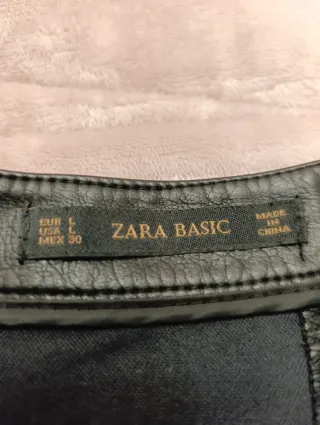 EUR L
USA L
MEX 30
ZARA BASIC
MADE
IN
CHINA